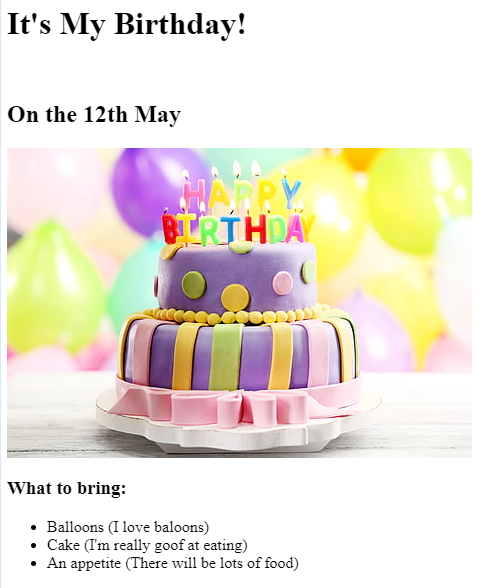 It's My Birthday!
On the 12th May
HAPPY
BIRTHDAY
What to bring:
Balloons (I love baloons)
Cake (I'm really goof at eating)
An appetite (There will be lots of food)